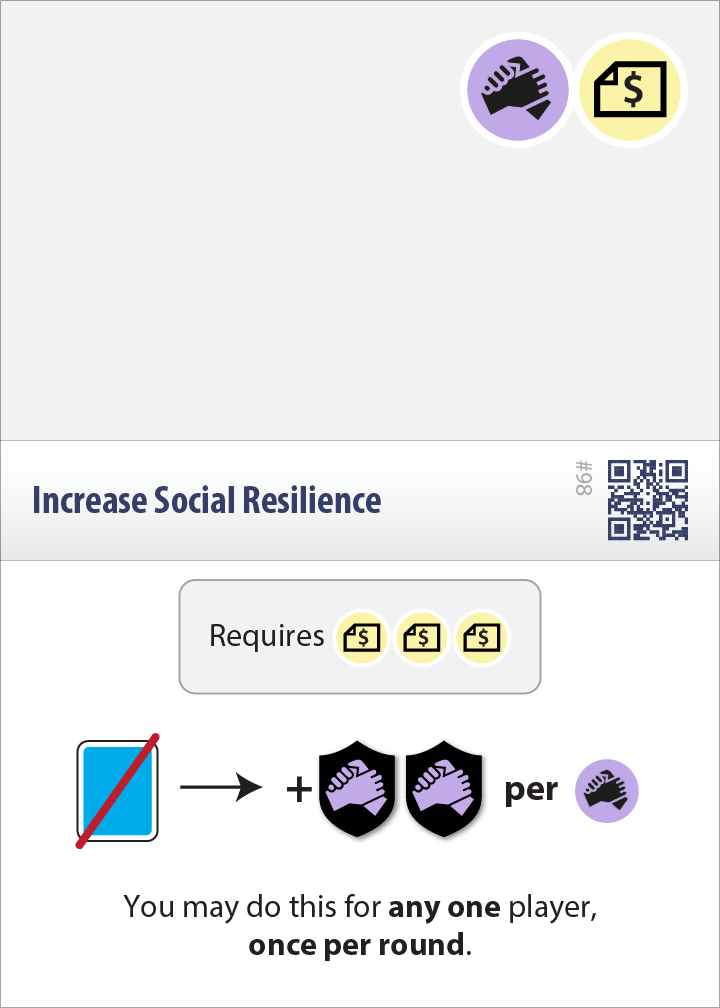 $
Increase Social Resilience
#98
Requires $ $ $
+ per
You may do this for any one player,
once per round.